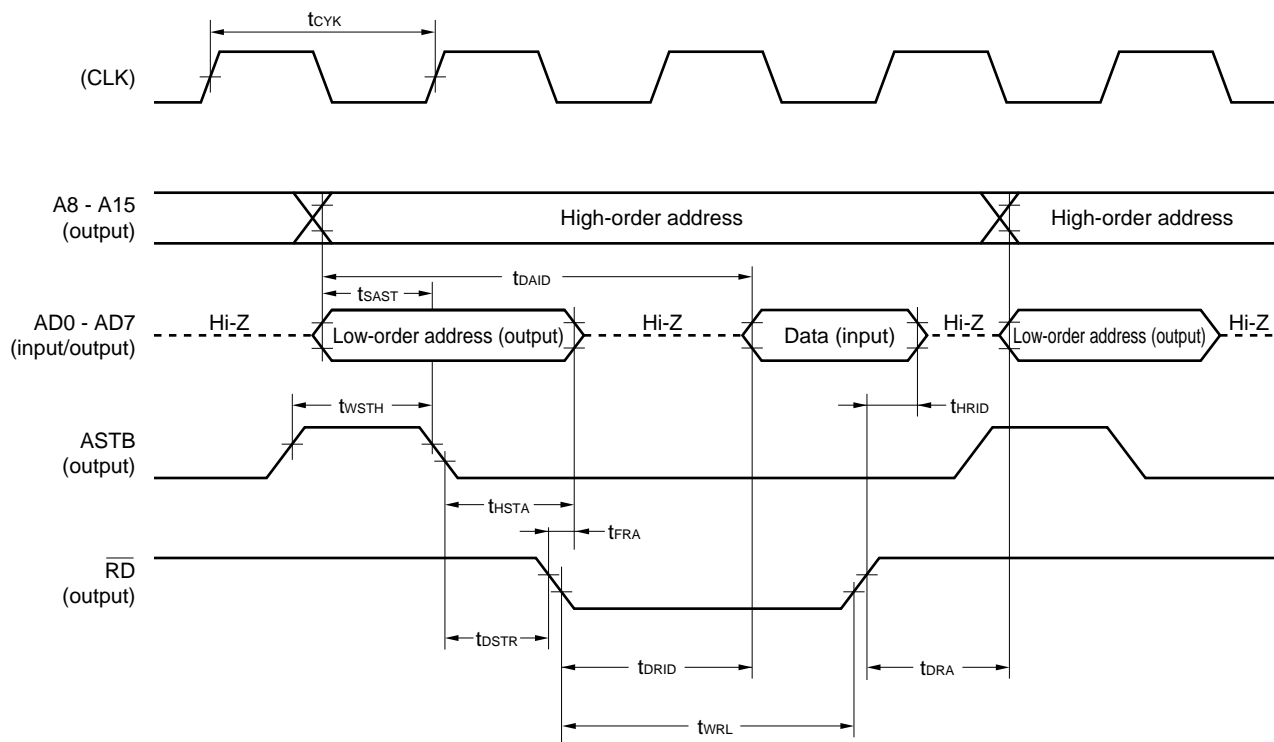 tCYK
(CLK)
A8 - A15
(output)
High-order address
High-order address
tDAID
tSAST
AD0 - AD7
(input/output)
Hi-Z
Low-order address (output)
Hi-Z
Data (input)
Hi-Z
Low-order address (output)
Hi-Z
tWSTH
tHRID
ASTB
(output)
tHSTA
tFRA
RD
(output)
tDSTR
tDRID
tDRA
tWRL